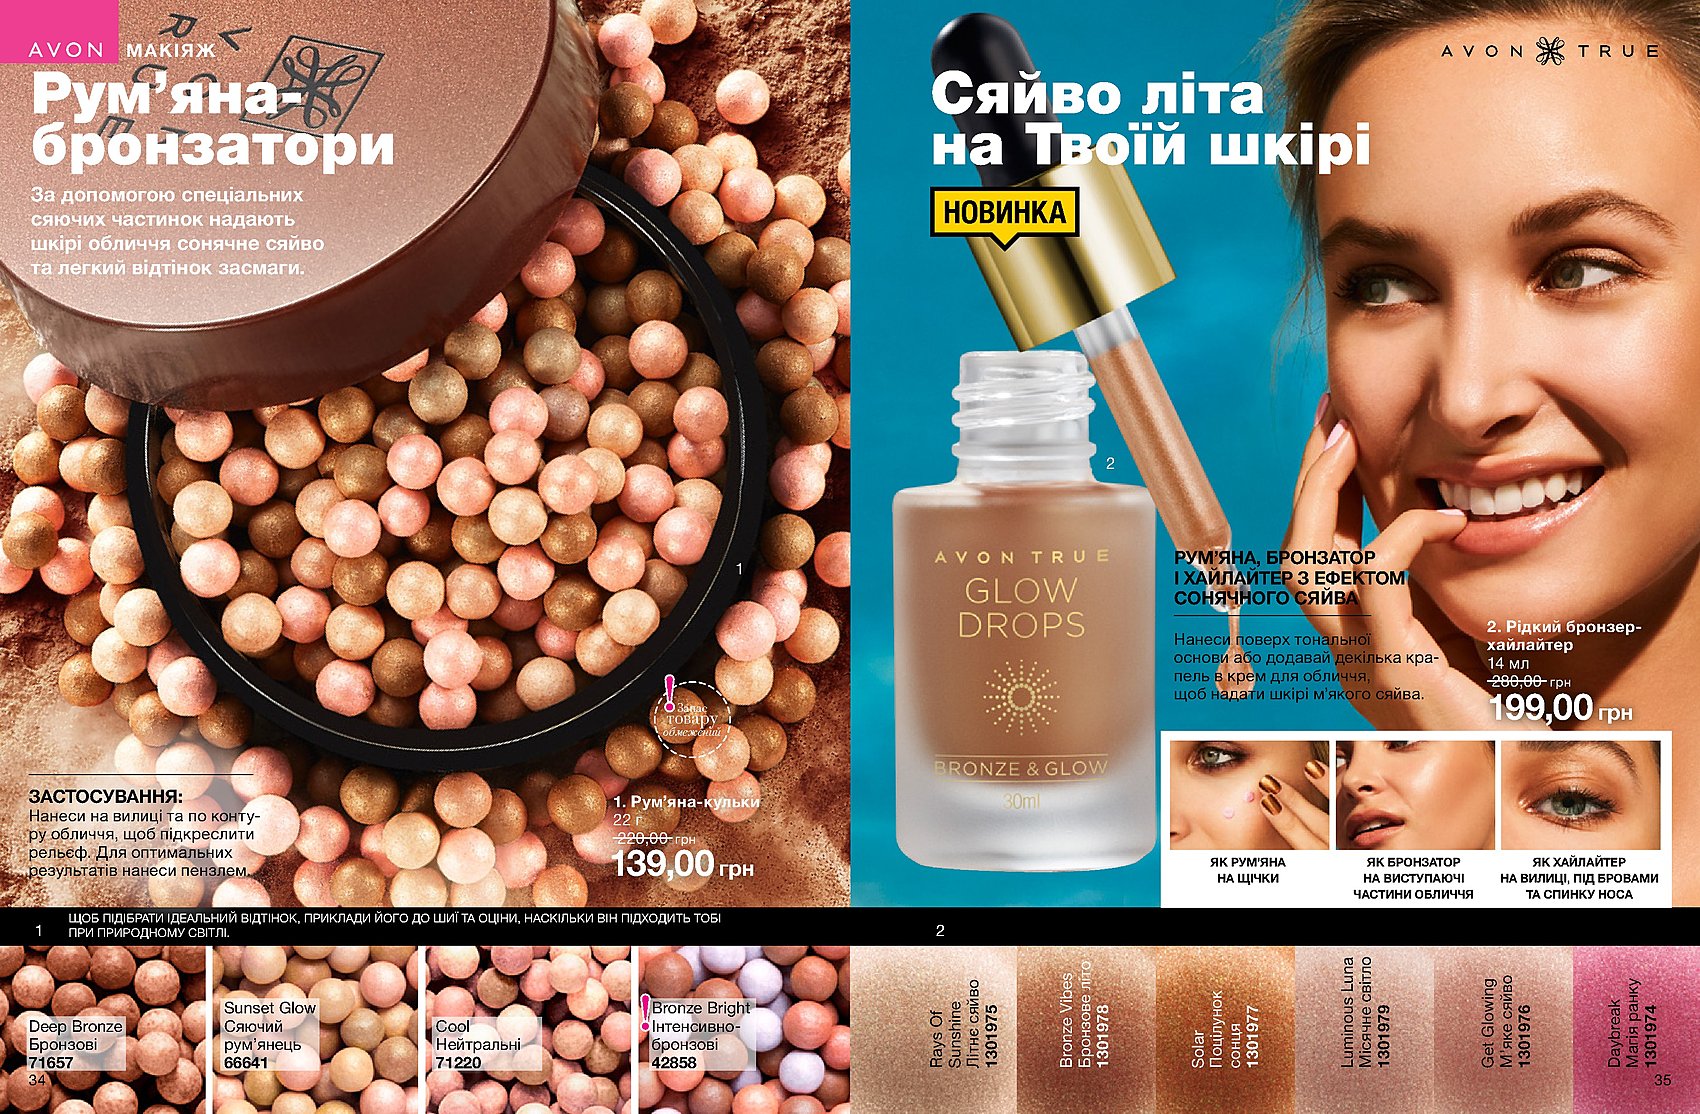 AVON
МАКІЯЖ
Рум’яна-
бронзатори
За допомогою спеціальних
сяючих частинок надають
шкірі обличчя сонячне сяйво
та легкий відтінок засмаги.
1
Запас
товару
обмежений
ЗАСТОСУВАННЯ:
Нанеси на вилиці та по конту-
ру обличчя, щоб підкреслити
рельєф. Для оптимальних
результатів нанеси пензлем.
1. Рум’яна-кульки
22 г
220,00 грн
139,00 грн
1
ЩОБ ПІДІБРАТИ ІДЕАЛЬНИЙ ВІДТІНОК, ПРИКЛАДИ ЙОГО ДО ШИЇ ТА ОЦІНИ, НАСКІЛЬКИ ВІН ПІДХОДИТЬ ТОБІ
ПРИ ПРИРОДНОМУ СВІТЛІ.
Deep Bronze
Бронзові
71657
Sunset Glow
Сяючий
рум’янець
66641
Cool
Нейтральні
71220
Bronze Bright
Інтенсивно-
бронзові
42858
34
AVON TRUE
Сяйво літа
на Твоїй шкірі
НОВИНКА
2
AVON TRUE
GLOW
DROPS
BRONZE & GLOW
30ml
РУМ’ЯНА, БРОНЗАТОР
І ХАЙЛАЙТЕР З ЕФЕКТОМ
СОНЯЧНОГО СЯЙВА
Нанеси поверх тональної
основи або додавай декілька кра-
пель в крем для обличчя,
щоб надати шкірі м’якого сяйва.
2. Рідкий бронзер-
хайлайтер
14 мл
280,00 грн
199,00 грн
ЯК РУМ’ЯНА
НА ЩІЧКИ
ЯК БРОНЗАТОР
НА ВИСТУПАЮЧІ
ЧАСТИНИ ОБЛИЧЧЯ
ЯК ХАЙЛАЙТЕР
НА ВИЛИЦІ, ПІД БРОВАМИ
ТА СПИНКУ НОСА
2
Rays Of
Sunshine
Літнє сяйво
1301975
Bronze Vibes
Бронзове літо
1301978
Solar
Поцілунок
сонця
1301977
Luminous Luna
Місячне світло
1301979
Get Glowing
М’яке сяйво
1301976
Daybreak
Магія ранку
1301974
35